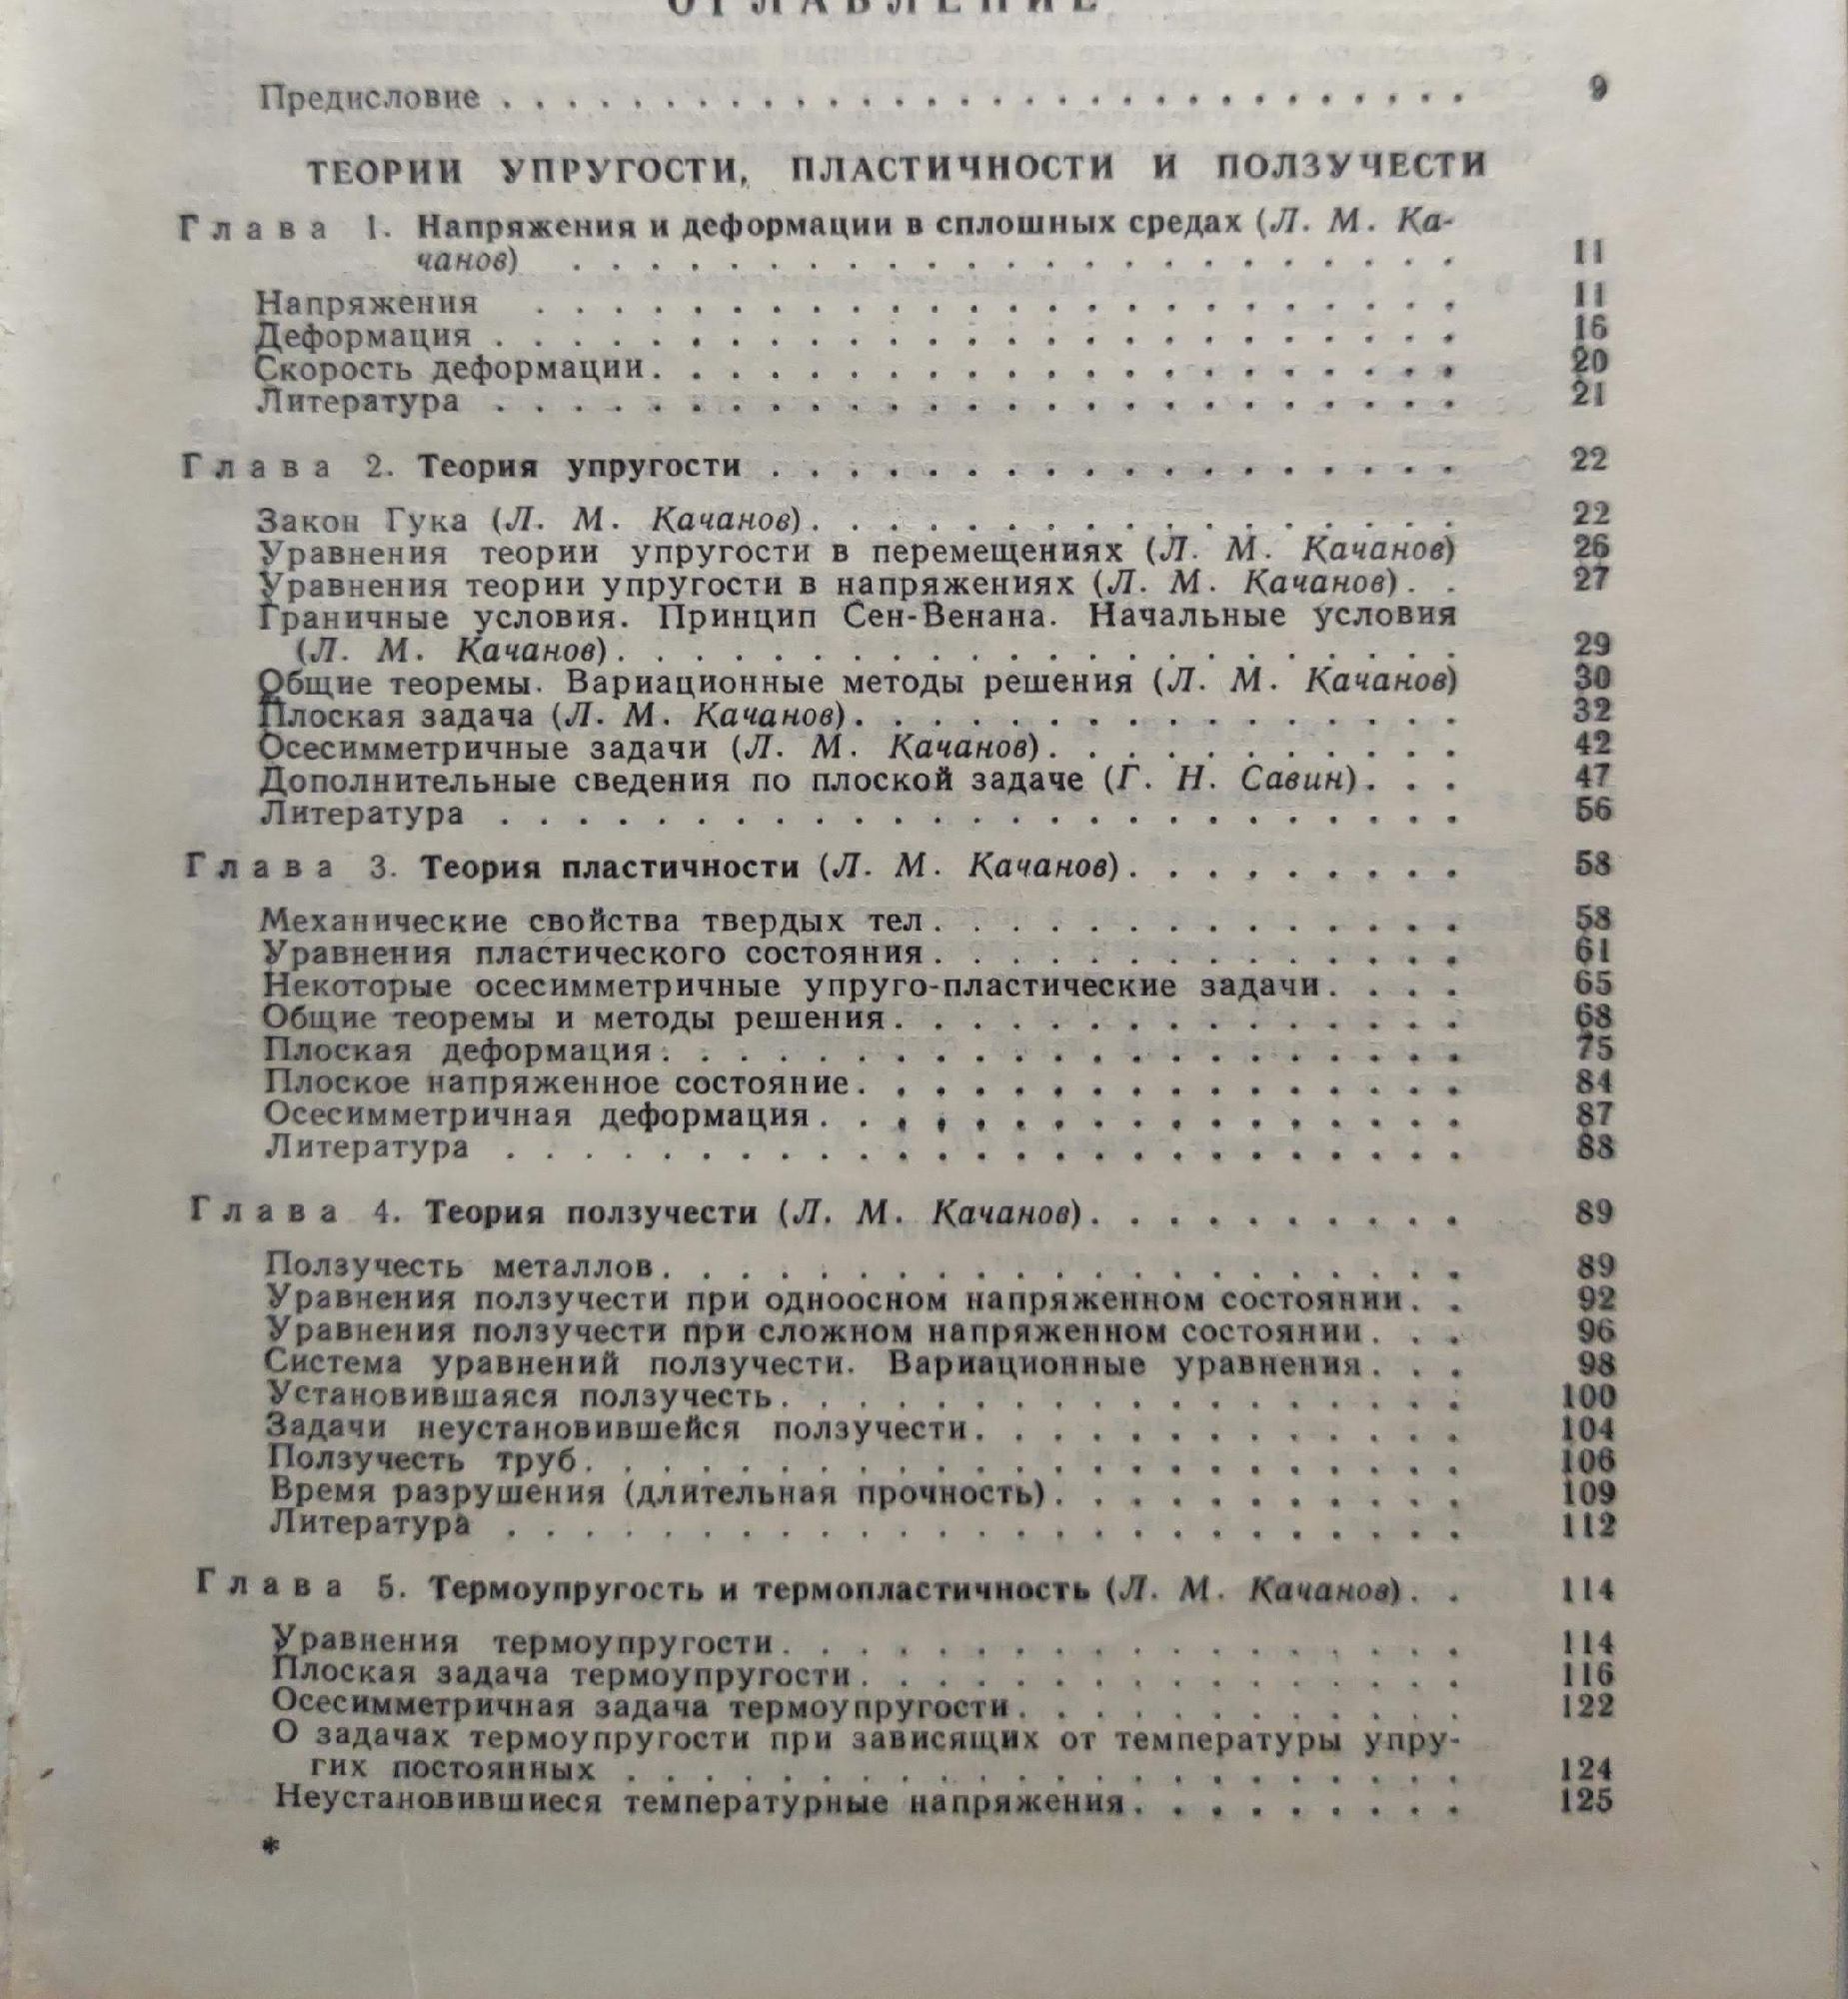 ОГЛАВЛЕНИЕ
Предисловие . . . . . . . . . . . . . . . . . . . . . . . . . 9
ТЕОРИИ УПРУГОСТИ, ПЛАСТИЧНОСТИ И ПОЛЗУЧЕСТИ
Глава 1. Напряжения и деформации в сплошных средах (Л. М. Ка-
чанов) . . . . . . . . . . . . . . . . . . . . . . . 11
Напряжения . . . . . . . . . . . . . . . . . . . . . . . . 11
Деформация . . . . . . . . . . . . . . . . . . . . . . . . . 16
Скорость деформации . . . . . . . . . . . . . . . . . . . . . 20
Литература . . . . . . . . . . . . . . . . . . . . . . . . . 21
Глава 2. Теория упругости . . . . . . . . . . . . . . . . . . 22
Закон Гука (Л. М. Качанов) . . . . . . . . . . . . . . . . . 22
Уравнения теории упругости в перемещениях (Л. М. Качанов) 26
Уравнения теории упругости в напряжениях (Л. М. Качанов) . . 27
Граничные условия. Принцип Сен-Венана. Начальные условия
(Л. М. Качанов) . . . . . . . . . . . . . . . . . . . . . . 29
Общие теоремы. Вариационные методы решения (Л. М. Качанов) 30
Плоская задача (Л. М. Качанов) . . . . . . . . . . . . . . . . 32
Осесимметричные задачи (Л. М. Качанов) . . . . . . . . . . . 42
Дополнительные сведения по плоской задаче (Г. Н. Савин) . . . 47
Литература . . . . . . . . . . . . . . . . . . . . . . . . . 56
Глава 3. Теория пластичности (Л. М. Качанов) . . . . . . . . . 58
Механические свойства твердых тел . . . . . . . . . . . . . . 58
Уравнения пластического состояния . . . . . . . . . . . . . . 61
Некоторые осесимметричные упруго-пластические задачи . . . . 65
Общие теоремы и методы решения . . . . . . . . . . . . . . . 68
Плоская деформация . . . . . . . . . . . . . . . . . . . . . 75
Плоское напряженное состояние . . . . . . . . . . . . . . . . 84
Осесимметричная деформация . . . . . . . . . . . . . . . . . 87
Литература . . . . . . . . . . . . . . . . . . . . . . . . . 88
Глава 4. Теория ползучести (Л. М. Качанов) . . . . . . . . . . 89
Ползучесть металлов . . . . . . . . . . . . . . . . . . . . . 89
Уравнения ползучести при одноосном напряженном состоянии . . 92
Уравнения ползучести при сложном напряженном состоянии . . . 96
Система уравнений ползучести. Вариационные уравнения . . . 98
Установившаяся ползучесть . . . . . . . . . . . . . . . . . . 100
Задачи неустановившейся ползучести . . . . . . . . . . . . . 104
Ползучесть труб . . . . . . . . . . . . . . . . . . . . . . . 106
Время разрушения (длительная прочность) . . . . . . . . . . . 109
Литература . . . . . . . . . . . . . . . . . . . . . . . . . 112
Глава 5. Термоупругость и термопластичность (Л. М. Качанов) . . 114
Уравнения термоупругости . . . . . . . . . . . . . . . . . . 114
Плоская задача термоупругости . . . . . . . . . . . . . . . . 116
Осесимметричная задача термоупругости . . . . . . . . . . . . 122
О задачах термоупругости при зависящих от температуры упру-
гих постоянных . . . . . . . . . . . . . . . . . . . . . . 124
Неустановившиеся температурные напряжения . . . . . . . . . 125
*